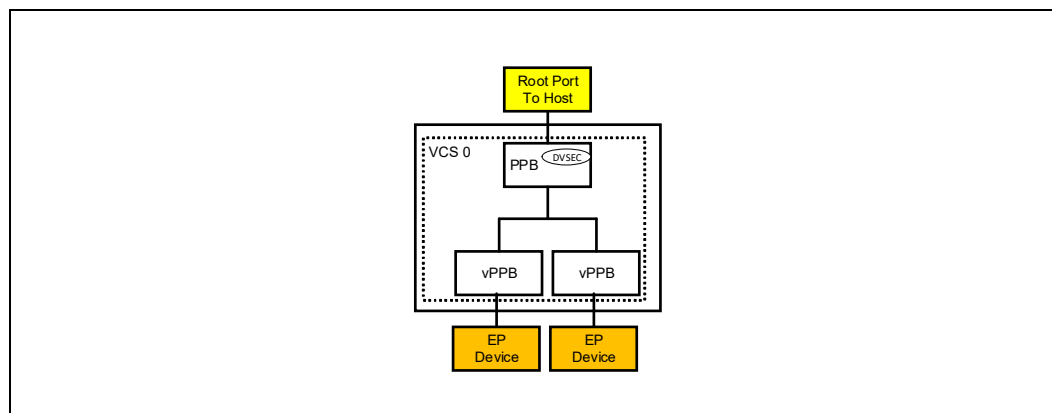 Root Port
To Host
VCS 0
DVSEC
PPB
vPPB
vPPB
EP
Device
EP
Device